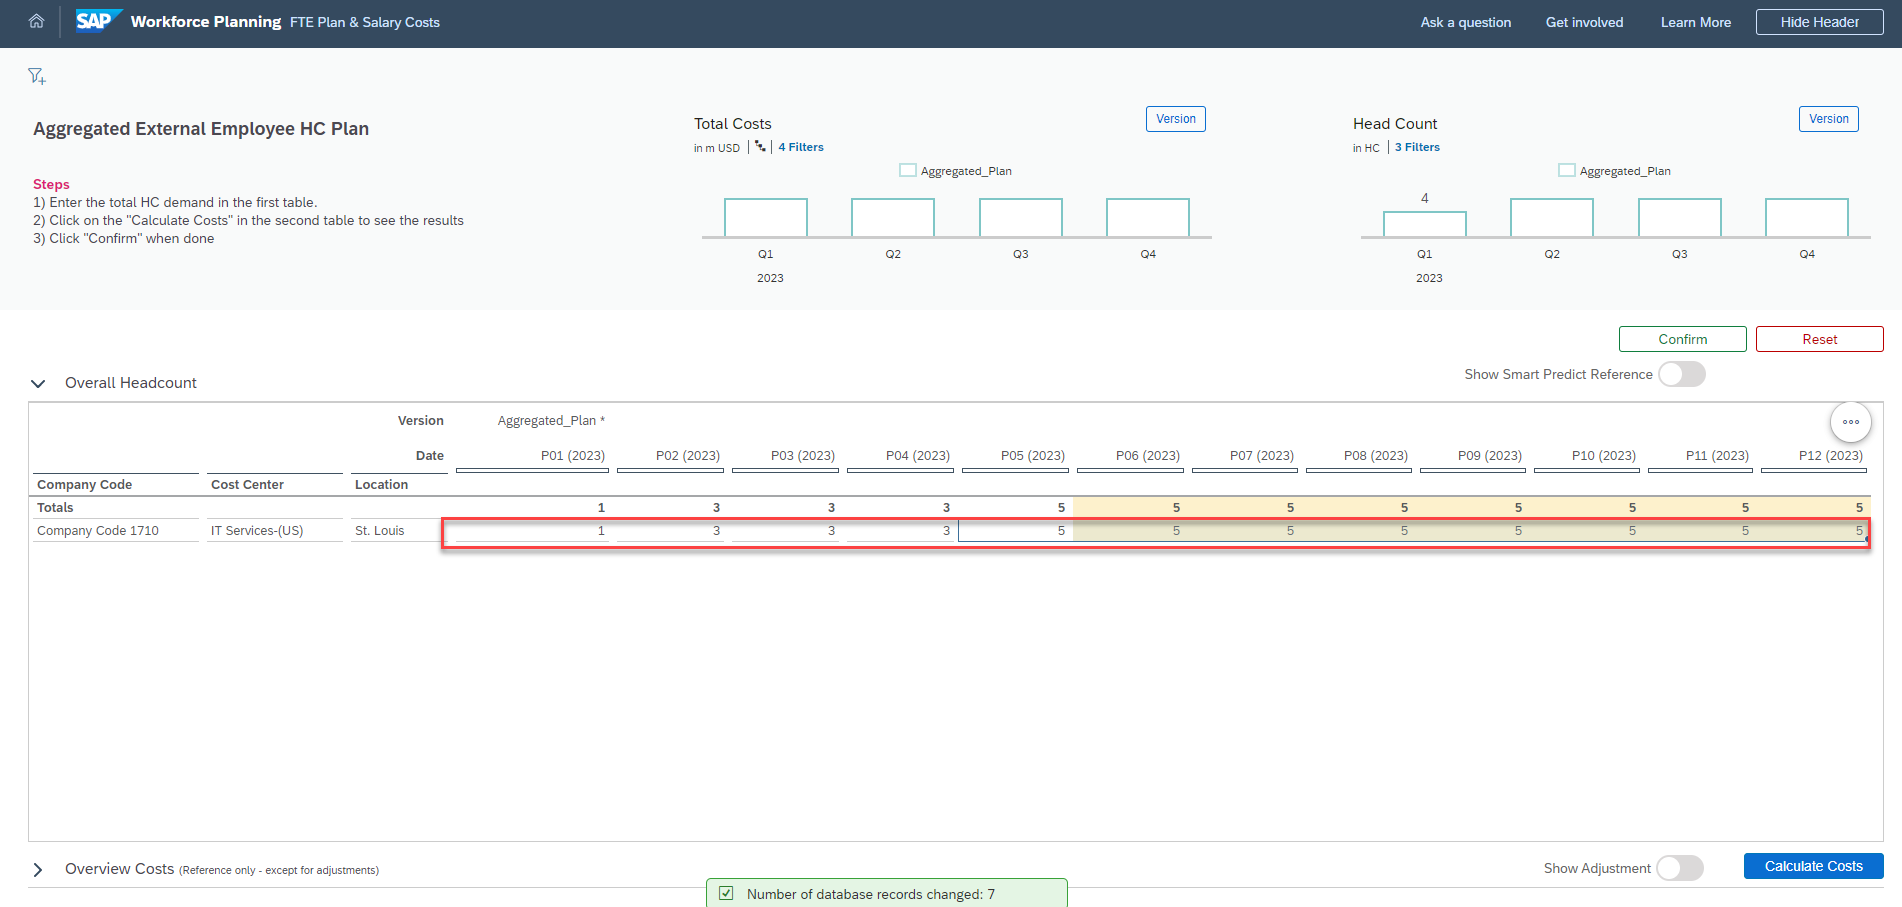 SAP Workforce Planning FTE Plan & Salary Costs Ask a question Get involved Learn More Hide Header
Aggregated External Employee HC Plan
Steps
1) Enter the total HC demand in the first table.
2) Click on the "Calculate Costs" in the second table to see the results
3) Click "Confirm" when done
Total Costs Version
in m USD 4 Filters
Aggregated_Plan
Q1 Q2 Q3 Q4
2023
Head Count Version
in HC 3 Filters
Aggregated_Plan
4
Q1 Q2 Q3 Q4
2023
Confirm Reset
Overall Headcount Show Smart Predict Reference
Version Aggregated_Plan *
Date P01 (2023) P02 (2023) P03 (2023) P04 (2023) P05 (2023) P06 (2023) P07 (2023) P08 (2023) P09 (2023) P10 (2023) P11 (2023) P12 (2023)
Company Code Cost Center Location
Totals 1 3 3 3 5 5 5 5 5 5 5 5
Company Code 1710 IT Services-(US) St. Louis 1 3 3 3 5 5 5 5 5 5 5 5
Overview Costs (Reference only - except for adjustments) Show Adjustment Calculate Costs
Number of database records changed: 7